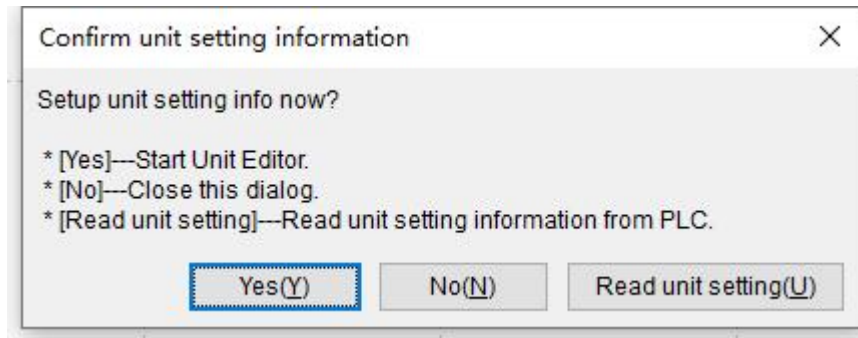 Confirm unit setting information
Setup unit setting info now?
* [Yes]---Start Unit Editor.
* [No]---Close this dialog.
* [Read unit setting]---Read unit setting information from PLC.
Yes(Y) No(N) Read unit setting(U)